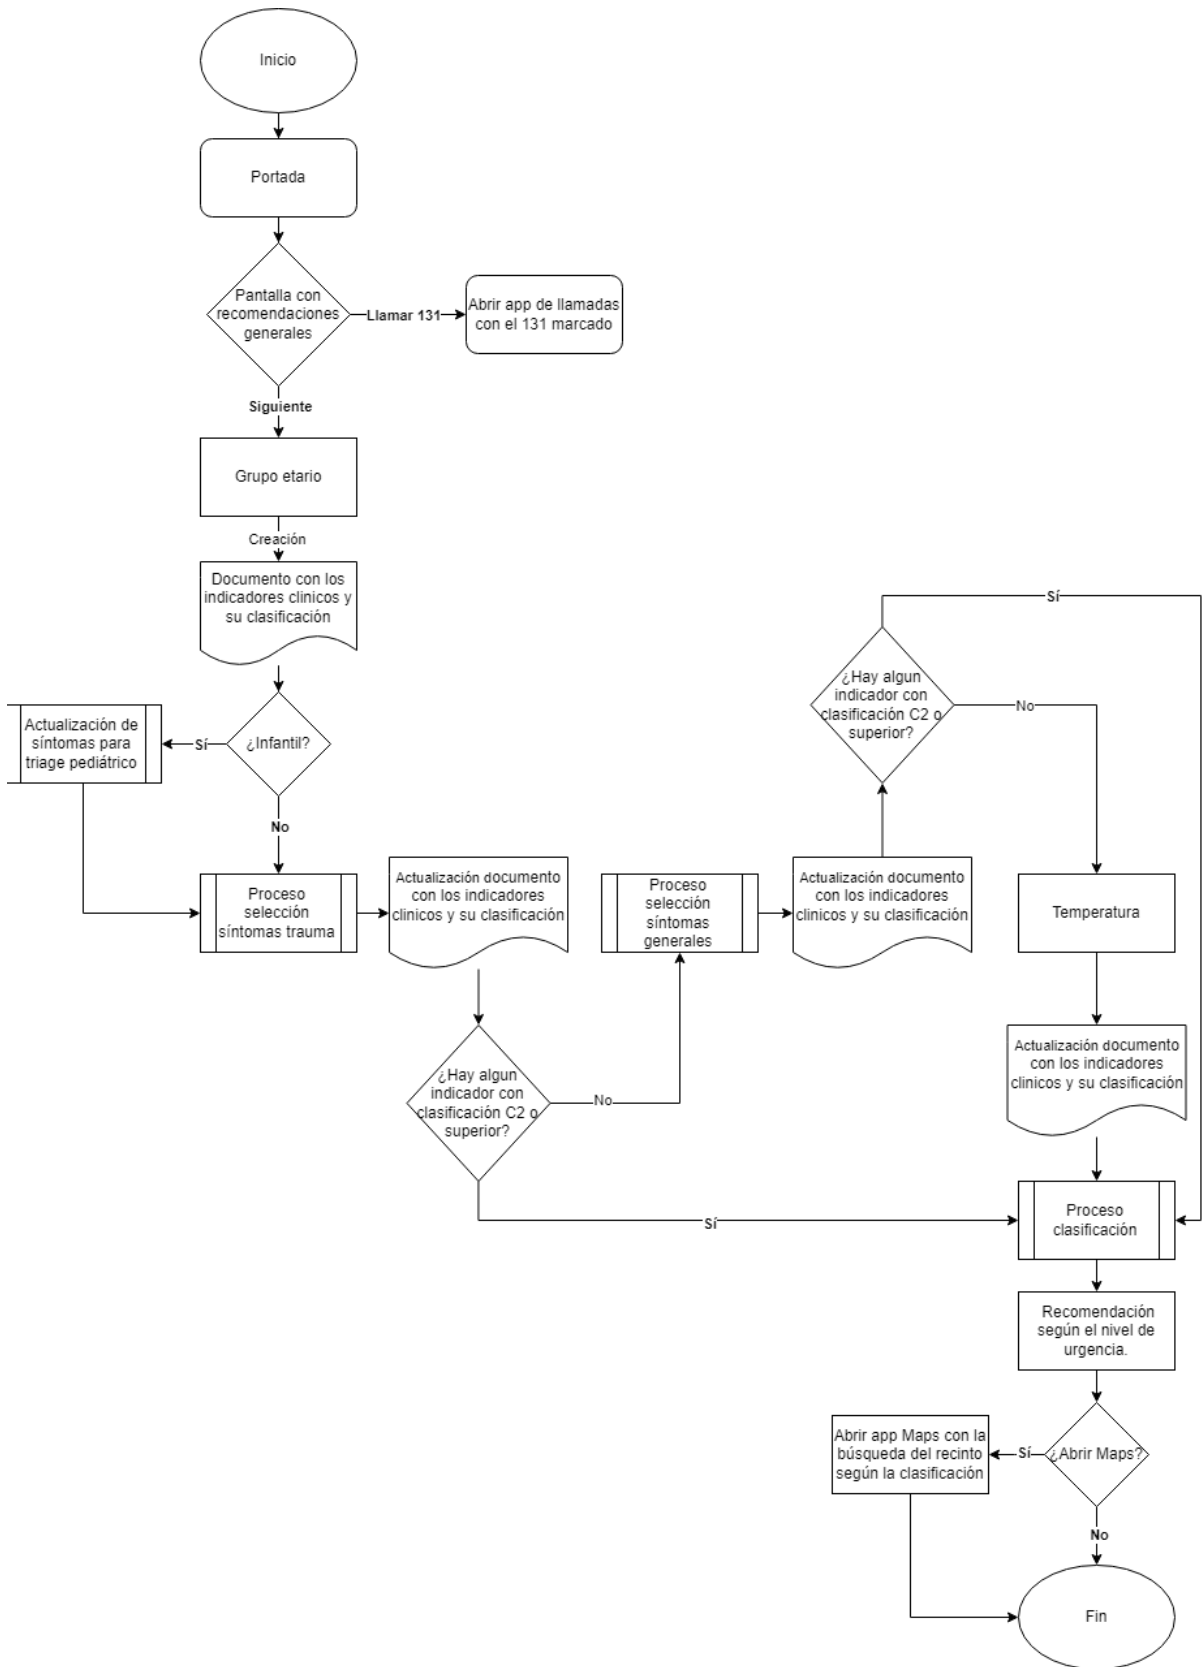 Inicio
Portada
Pantalla con
recomendaciones
generales
Llamar 131
Abrir app de llamadas
con el 131 marcado
Siguiente
Grupo etario
Creación
Documento con los
indicadores clinicos y
su clasificación
¿Infantil?
Sí
Actualización de
síntomas para
triage pediátrico
No
Proceso
selección
síntomas trauma
Actualización documento
con los indicadores
clinicos y su clasificación
¿Hay algun
indicador con
clasificación C2 o
superior?
No
Sí
Proceso
selección
síntomas
generales
Actualización documento
con los indicadores
clinicos y su clasificación
¿Hay algun
indicador con
clasificación C2 o
superior?
Sí
No
Temperatura
Actualización documento
con los indicadores
clinicos y su clasificación
Proceso
clasificación
Recomendación
según el nivel de
urgencia.
¿Abrir Maps?
Sí
Abrir app Maps con la
búsqueda del recinto
según la clasificación
No
Fin